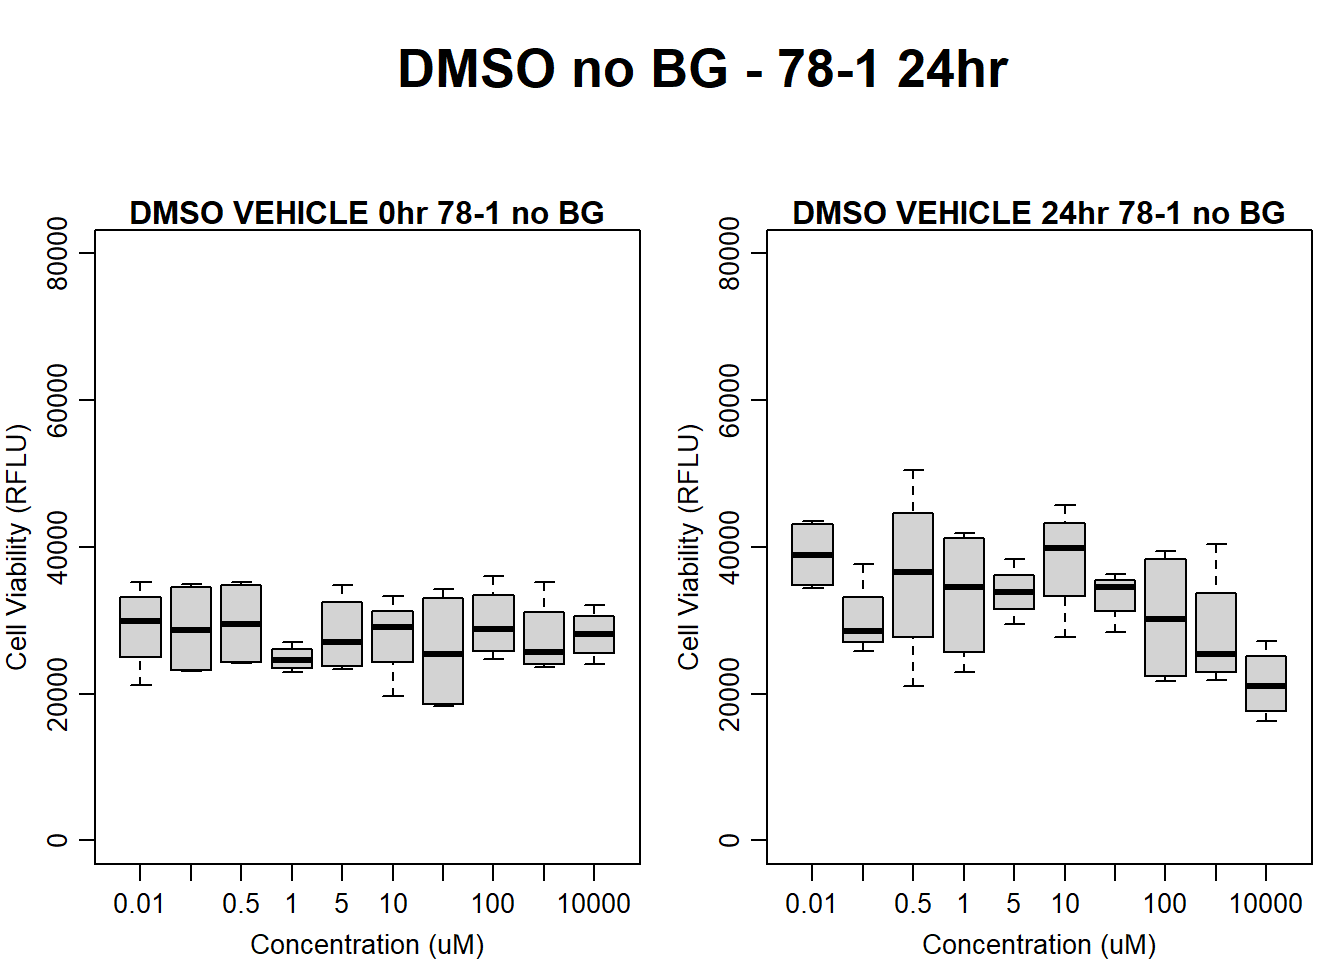 DMSO no BG - 78-1 24hr
DMSO VEHICLE 0hr 78-1 no BG
Cell Viability (RFLU)
80000
60000
40000
20000
0
0.01 0.5 1 5 10 100 10000
Concentration (uM)
DMSO VEHICLE 24hr 78-1 no BG
Cell Viability (RFLU)
80000
60000
40000
20000
0
0.01 0.5 1 5 10 100 10000
Concentration (uM)